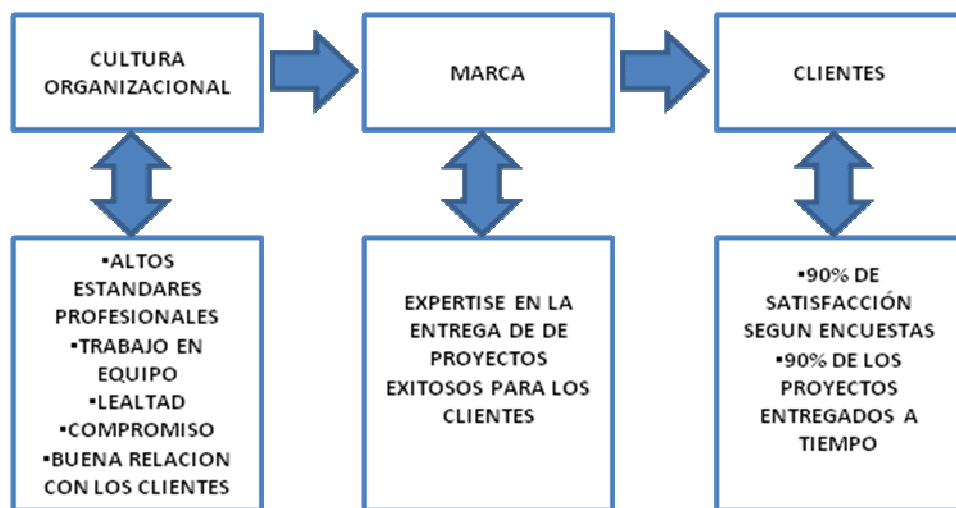 CULTURA
ORGANIZACIONAL
MARCA
CLIENTES
▪ALTOS
ESTANDARES
PROFESIONALES
▪TRABAJO EN
EQUIPO
▪LEALTAD
▪COMPROMISO
▪BUENA RELACION
CON LOS CLIENTES
EXPERTISE EN LA
ENTREGA DE DE
PROYECTOS
EXITOSOS PARA LOS
CLIENTES
▪90% DE
SATISFACCIÓN
SEGUN ENCUESTAS
▪90% DE LOS
PROYECTOS
ENTREGADOS A
TIEMPO